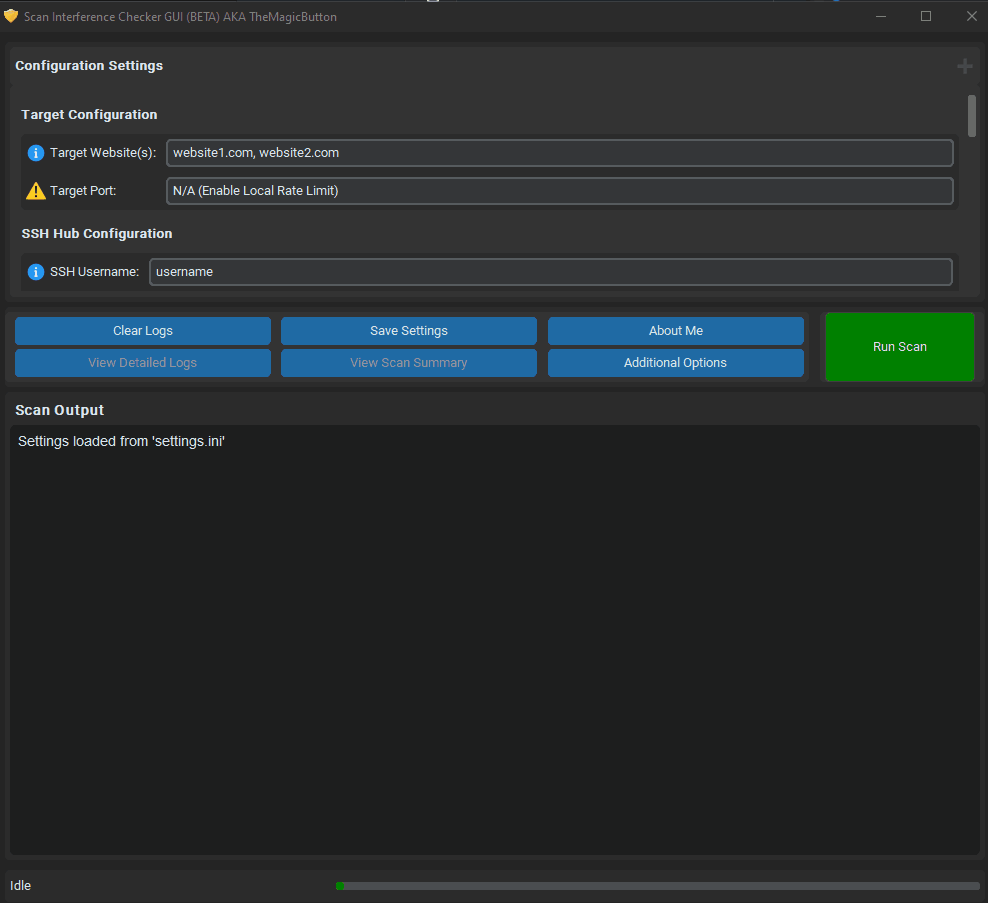 Scan Interference Checker GUI (BETA) AKA TheMagicButton
Configuration Settings
Target Configuration
Target Website(s): website1.com, website2.com
Target Port: N/A (Enable Local Rate Limit)
SSH Hub Configuration
SSH Username: username
Clear Logs Save Settings About Me
Run Scan
View Detailed Logs View Scan Summary Additional Options
Scan Output
Settings loaded from 'settings.ini'
Idle